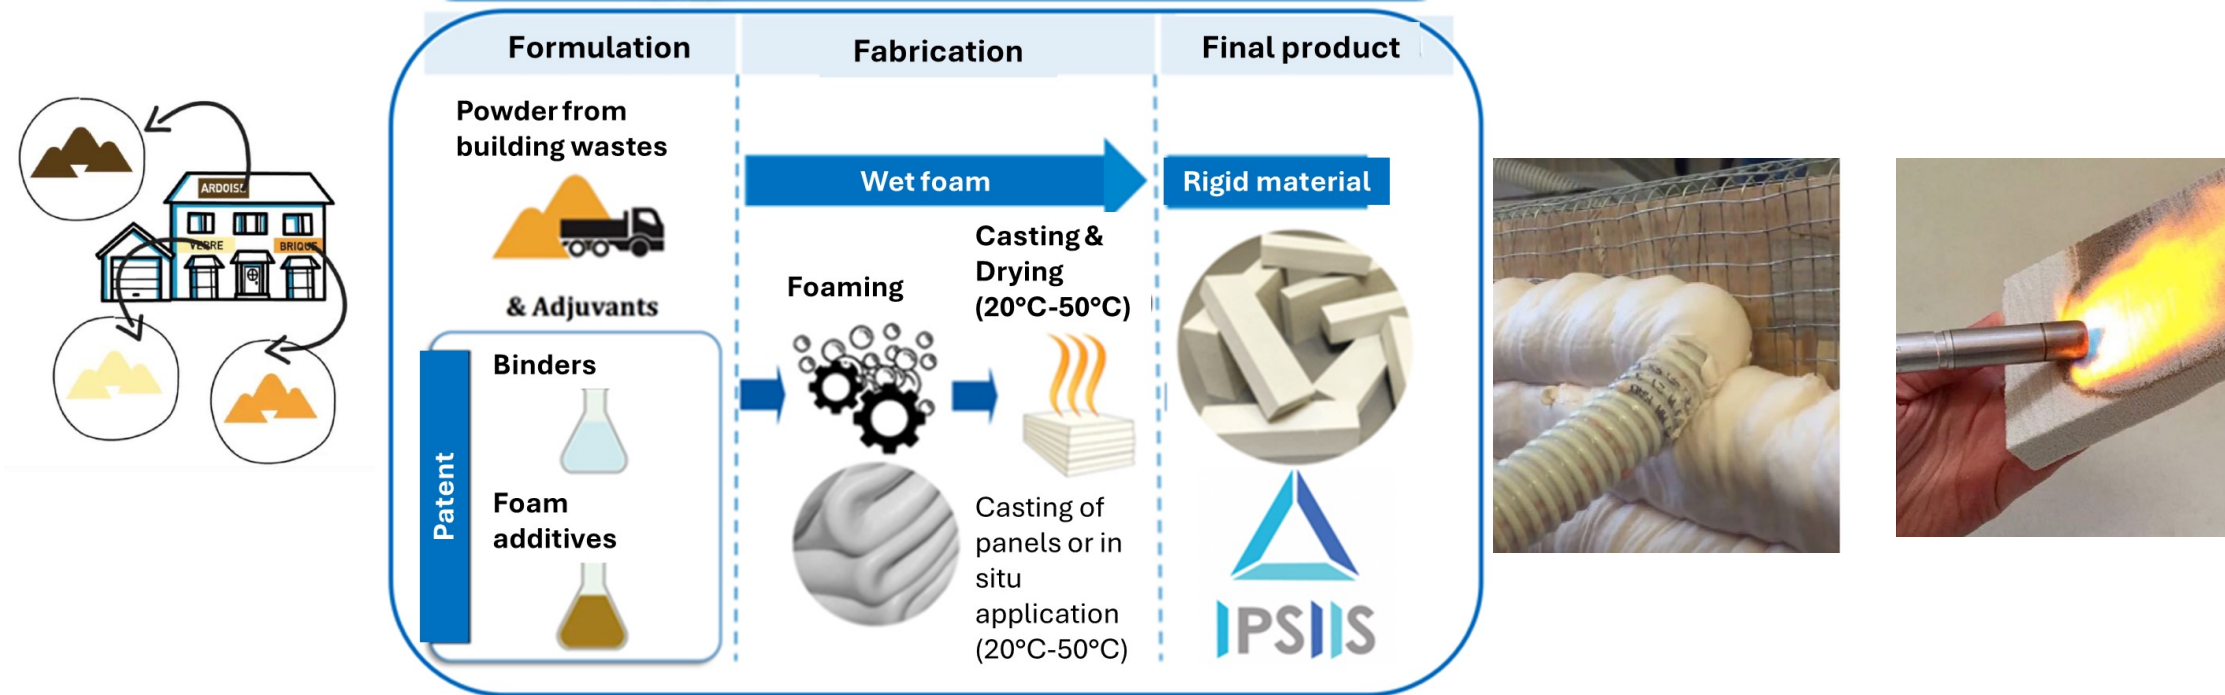 ARDOISE
VERRE
BRIQUE
Formulation
Powder from
building wastes
& Adjuvants
Patent
Binders
Foam
additives
Fabrication
Wet foam
Foaming
Casting &
Drying
(20°C-50°C)
Casting of
panels or in
situ
application
(20°C-50°C)
Final product
Rigid material
IPSIIS